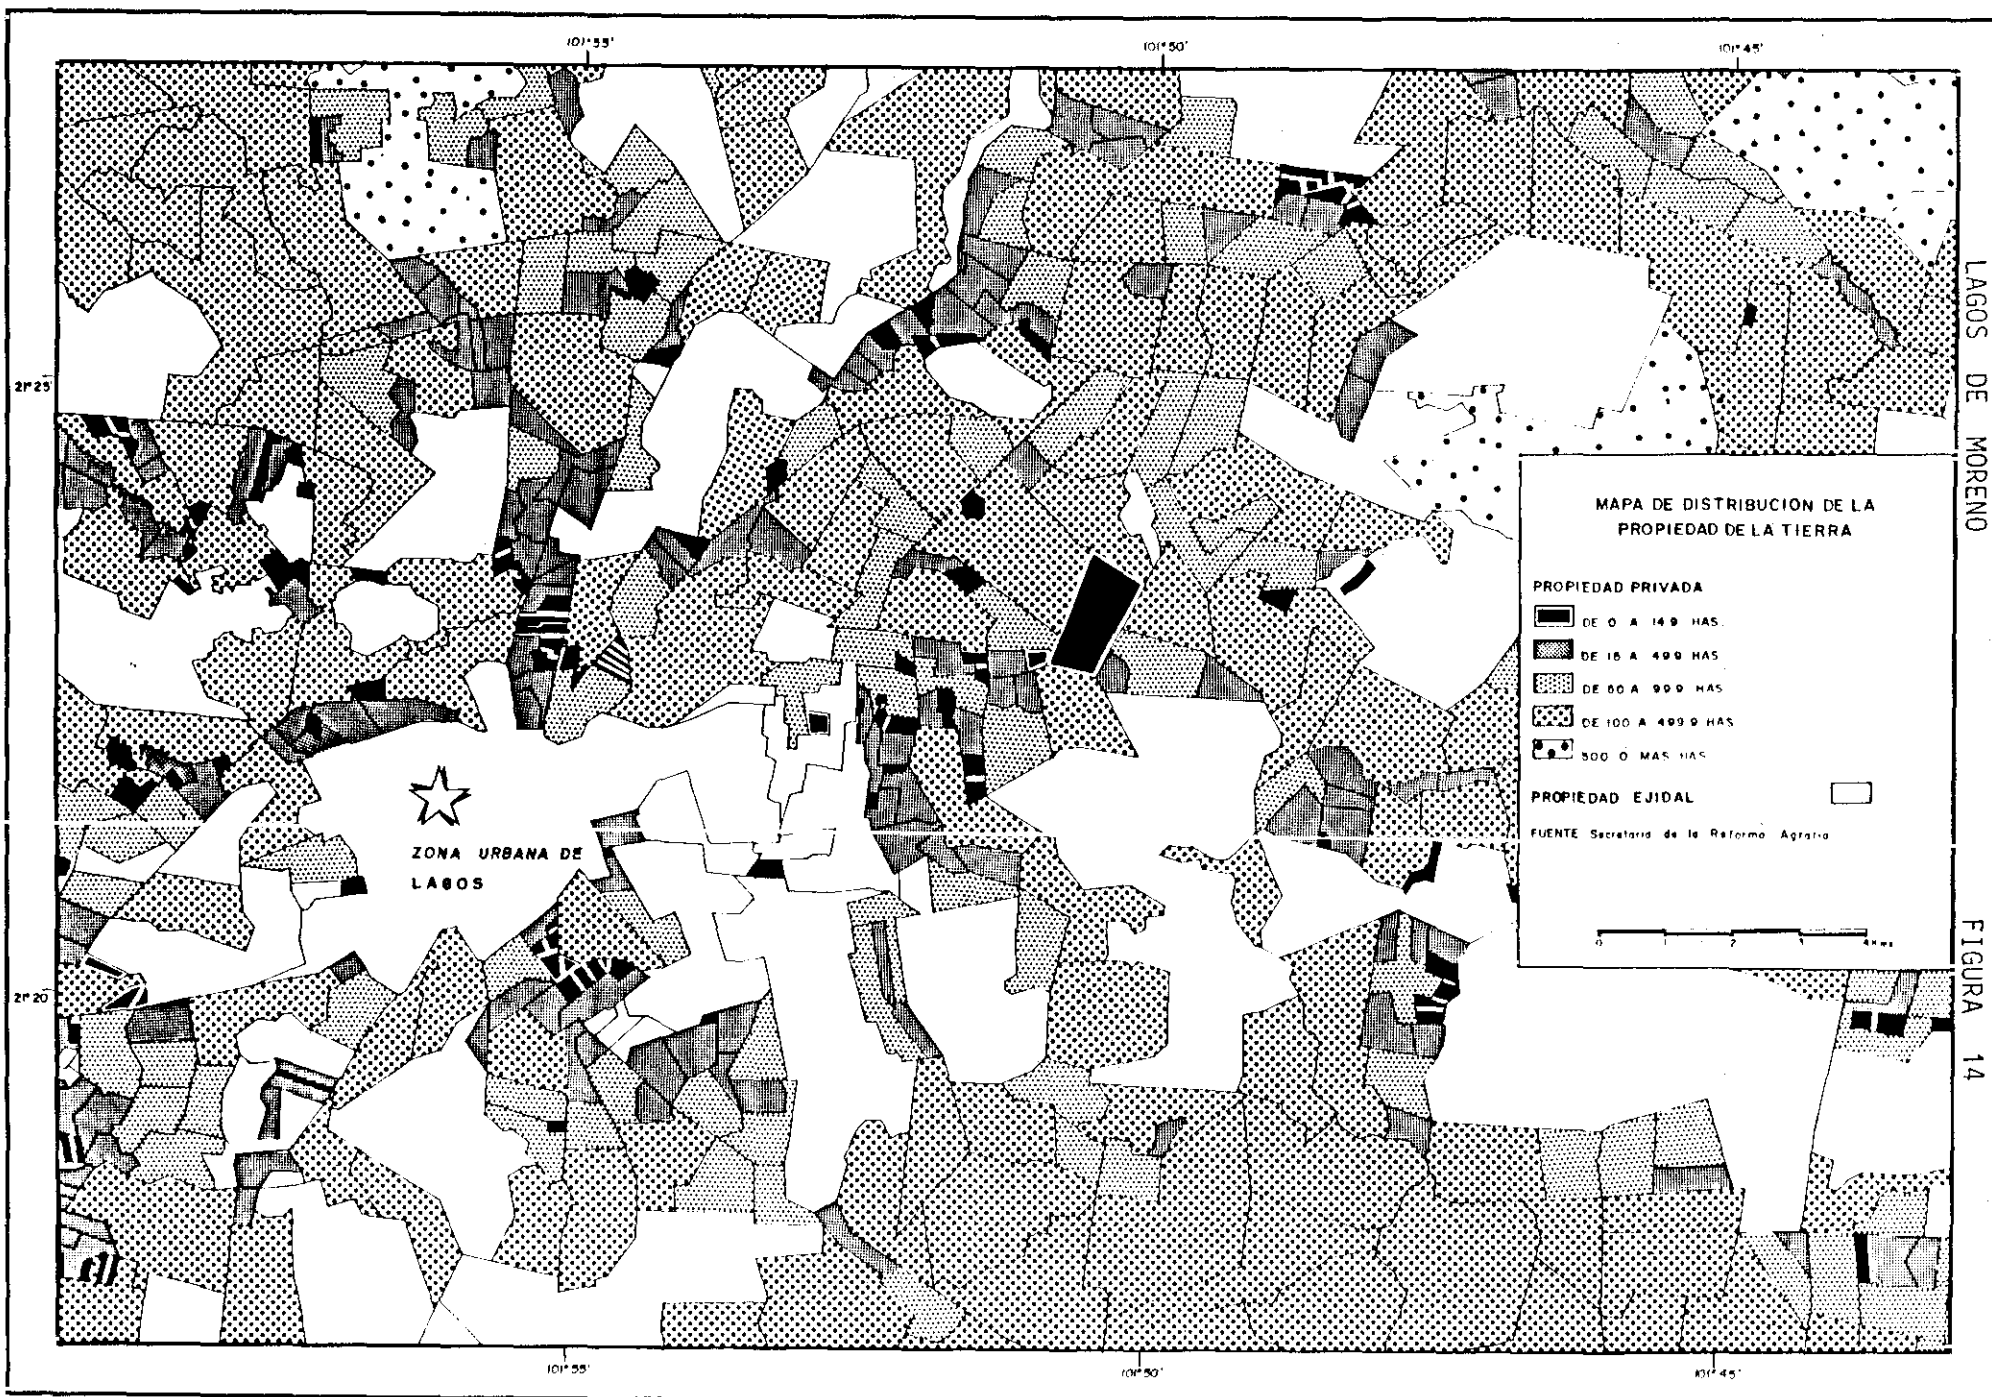 101°55'
101°50'
101°45'
21°25'
21°20
101°55'
101°50'
101°45'
ZONA URBANA DE
LAGOS
MAPA DE DISTRIBUCION DE LA
PROPIEDAD DE LA TIERRA
PROPIEDAD PRIVADA
DE 0 A 14.9 HAS.
DE 15 A 49.9 HAS
DE 50 A 99.9 HAS
DE 100 A 499.9 HAS
500 O MAS HAS
PROPIEDAD EJIDAL
FUENTE Secretaria de la Reforma Agraria
0 1 2 3 4 Kms
LAGOS DE MORENO
FIGURA 14